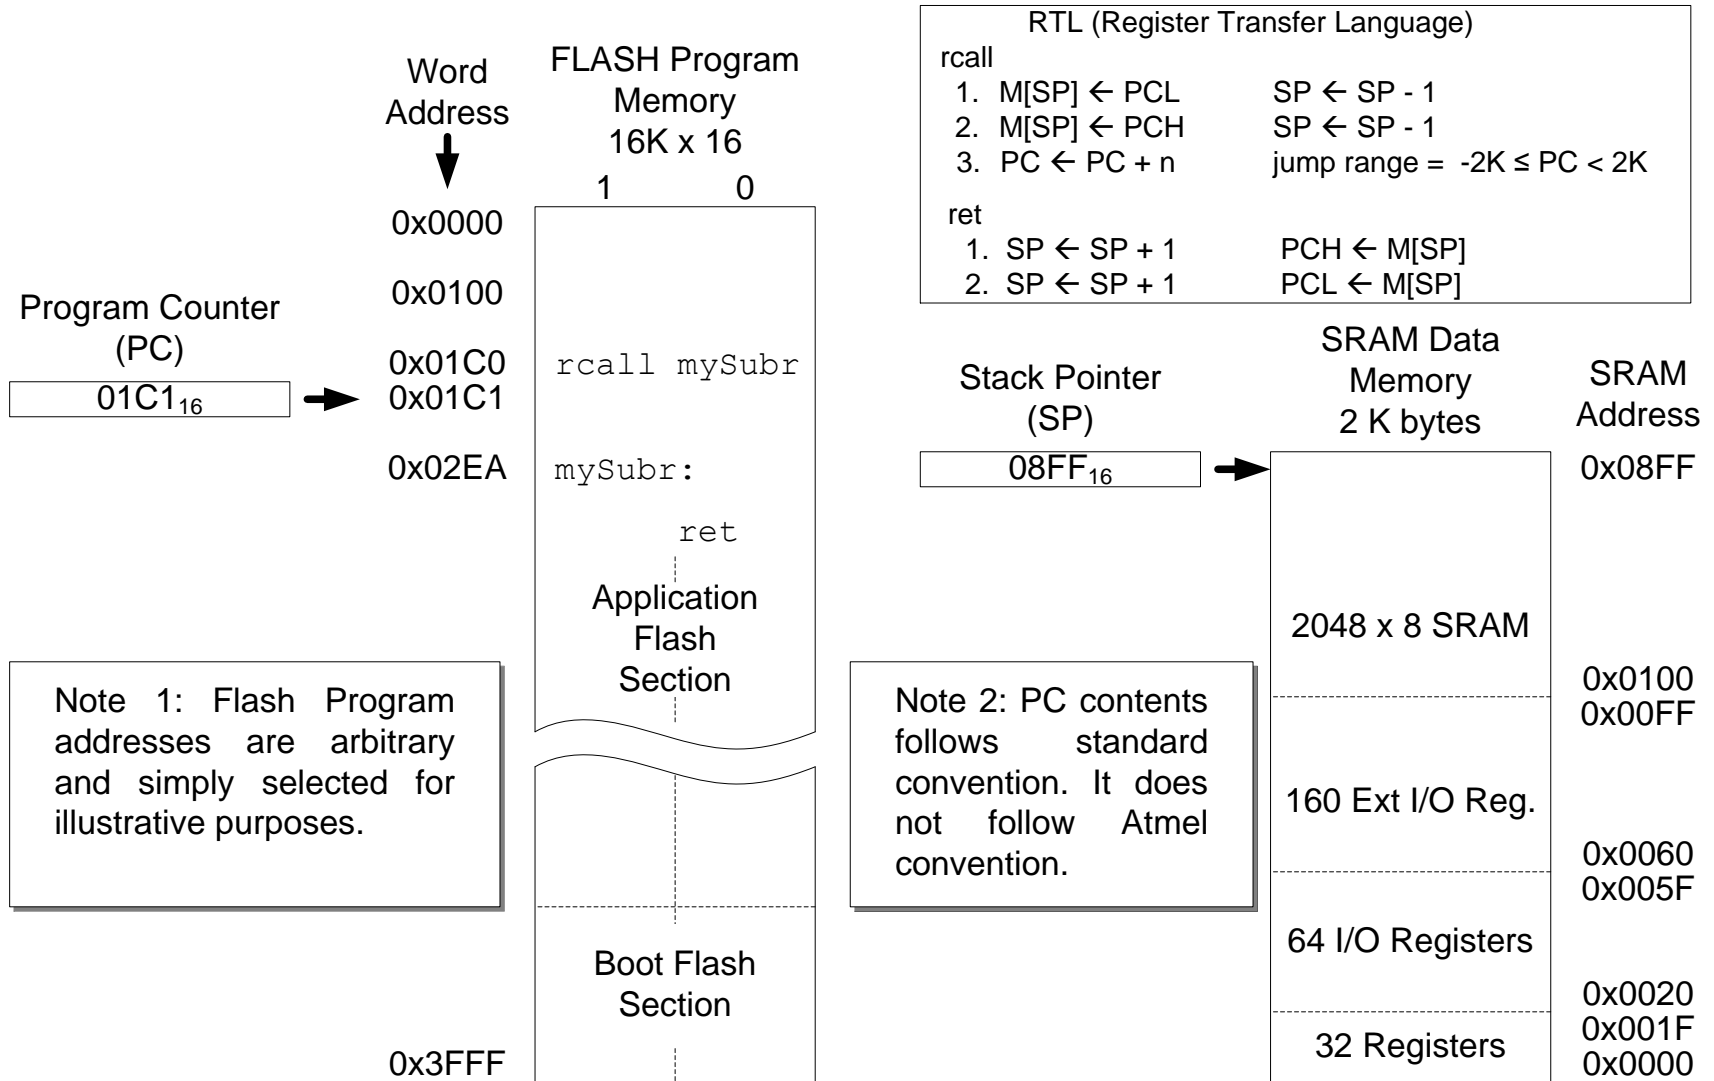 RTL (Register Transfer Language)
rcall
1. M[SP] ← PCL SP ← SP - 1
2. M[SP] ← PCH SP ← SP - 1
3. PC ← PC + n jump range = -2K ≤ PC < 2K
ret
1. SP ← SP + 1 PCH ← M[SP]
2. SP ← SP + 1 PCL ← M[SP]
Word
Address
FLASH Program
Memory
16K x 16
1 0
0x0000
0x0100
Program Counter
(PC)
01C1₁₆
0x01C0
0x01C1
rcall mySubr
0x02EA
mySubr:
ret
Application
Flash
Section
Boot Flash
Section
0x3FFF
Note 1: Flash Program
addresses are arbitrary
and simply selected for
illustrative purposes.
Stack Pointer
(SP)
08FF₁₆
Note 2: PC contents
follows standard
convention. It does
not follow Atmel
convention.
SRAM Data
Memory
2 K bytes
SRAM
Address
0x08FF
2048 x 8 SRAM
0x0100
0x00FF
160 Ext I/O Reg.
0x0060
0x005F
64 I/O Registers
0x0020
0x001F
32 Registers
0x0000